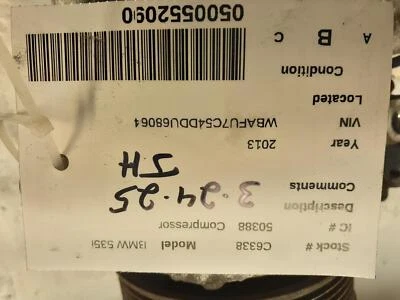 Stock # C6338 Model BMW 535i
IC # 50388 Compressor
Description
Comments 3-24-25
JH
Year 2013
VIN WBAFU7C54DDU68064
Located
Condition A B C
0500552090